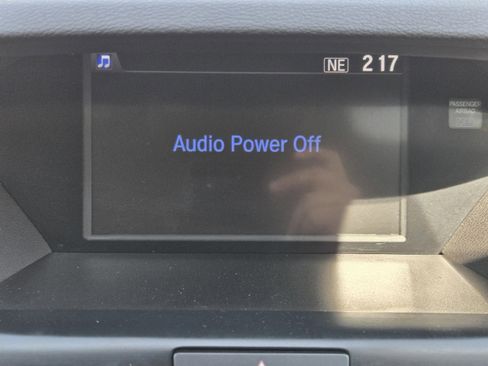 NE 217
Audio Power Off
PASSENGER
AIRBAG